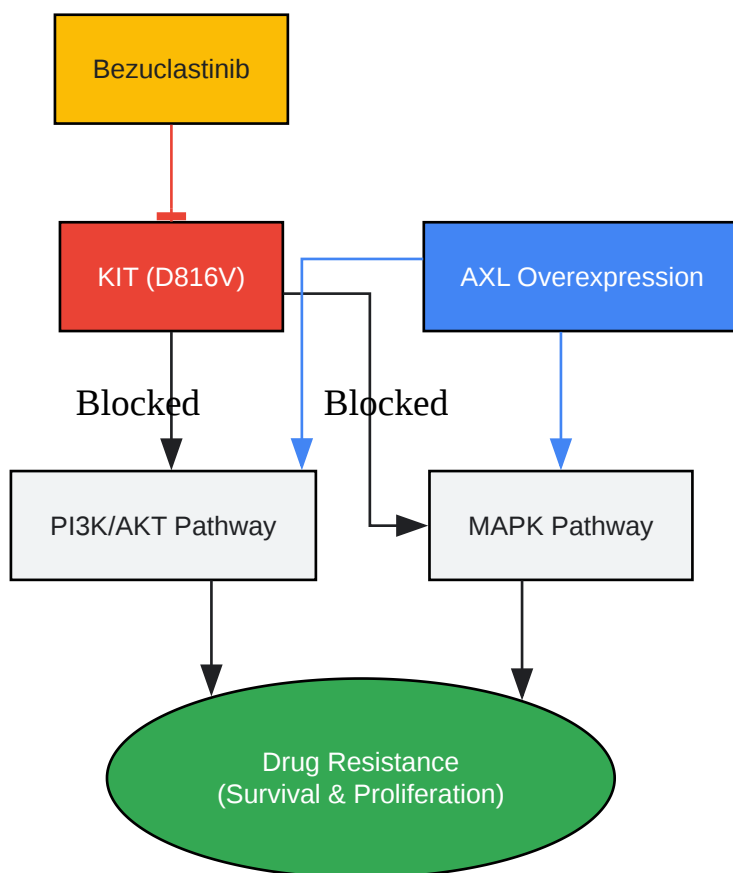 Bezuclastinib
KIT (D816V)
AXL Overexpression
Blocked
Blocked
PI3K/AKT Pathway
MAPK Pathway
Drug Resistance
(Survival & Proliferation)